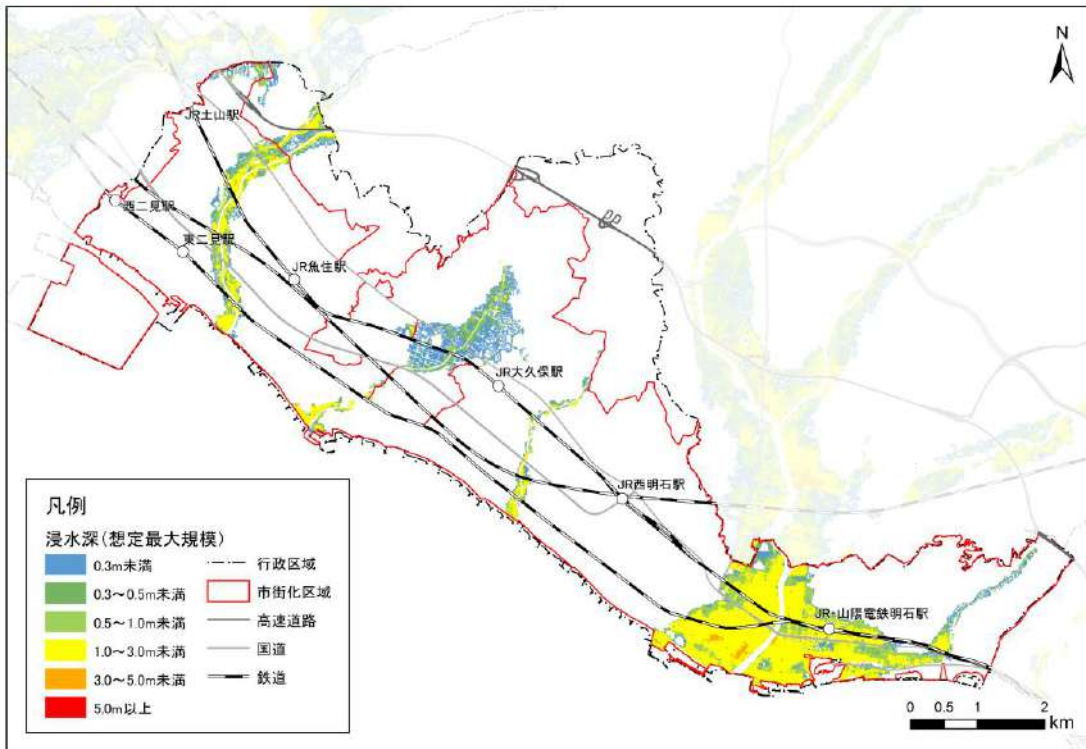 N
JR土山駅
西二見駅
東二見駅
JR魚住駅
JR大久保駅
JR西明石駅
JR・山陽電鉄明石駅
凡例
浸水深(想定最大規模)
0.3m未満
0.3～0.5m未満
0.5～1.0m未満
1.0～3.0m未満
3.0～5.0m未満
5.0m以上
行政区域
市街化区域
高速道路
国道
鉄道
0 0.5 1 2
km